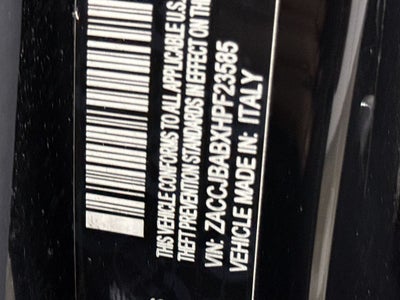 THIS VEHICLE CONFORMS TO ALL APPLICABLE U.S.
THEFT PREVENTION STANDARDS IN EFFECT ON THE
VIN: ZACCJBABXHPF23585
VEHICLE MADE IN: ITALY